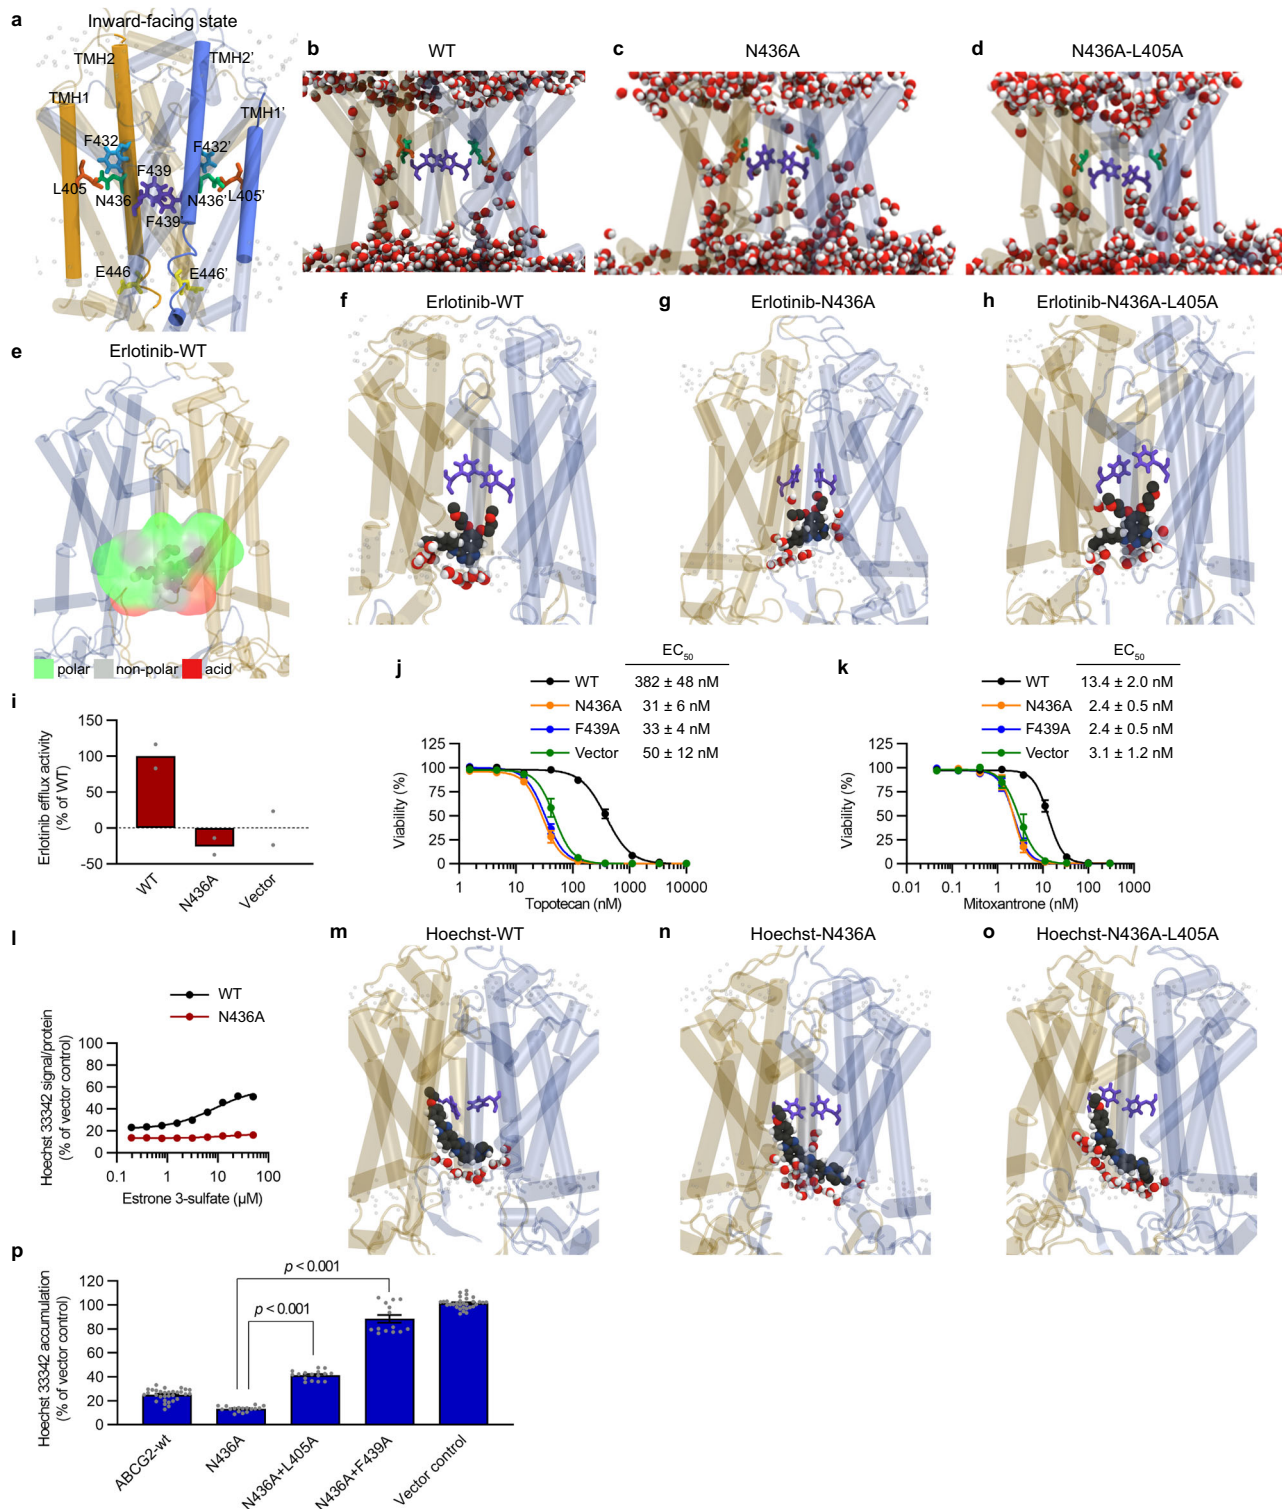 a
Inward-facing state
TMH2
TMH2'
TMH1
TMH1'
F432
F432'
F439
L405
N436
N436'
L405'
F439'
E446
E446'
b
WT
c
N436A
d
N436A-L405A
e
Erlotinib-WT
polar
non-polar
acid
f
Erlotinib-WT
g
Erlotinib-N436A
h
Erlotinib-N436A-L405A
i
Erlotinib efflux activity
(% of WT)
150
100
50
0
-50
WT
N436A
Vector
j
EC50
WT 382 ± 48 nM
N436A 31 ± 6 nM
F439A 33 ± 4 nM
Vector 50 ± 12 nM
Viability (%)
125
100
75
50
25
0
1 10 100 1000 10000
Topotecan (nM)
k
EC50
WT 13.4 ± 2.0 nM
N436A 2.4 ± 0.5 nM
F439A 2.4 ± 0.5 nM
Vector 3.1 ± 1.2 nM
Viability (%)
125
100
75
50
25
0
0.01 0.1 1 10 100 1000
Mitoxantrone (nM)
l
WT
N436A
Hoechst 33342 signal/protein
(% of vector control)
100
80
60
40
20
0
0.1 1 10 100
Estrone 3-sulfate (µM)
m
Hoechst-WT
n
Hoechst-N436A
o
Hoechst-N436A-L405A
p
Hoechst 33342 accumulation
(% of vector control)
120
100
80
60
40
20
0
p < 0.001
p < 0.001
ABCG2-wt
N436A
N436A+L405A
N436A+F439A
Vector control